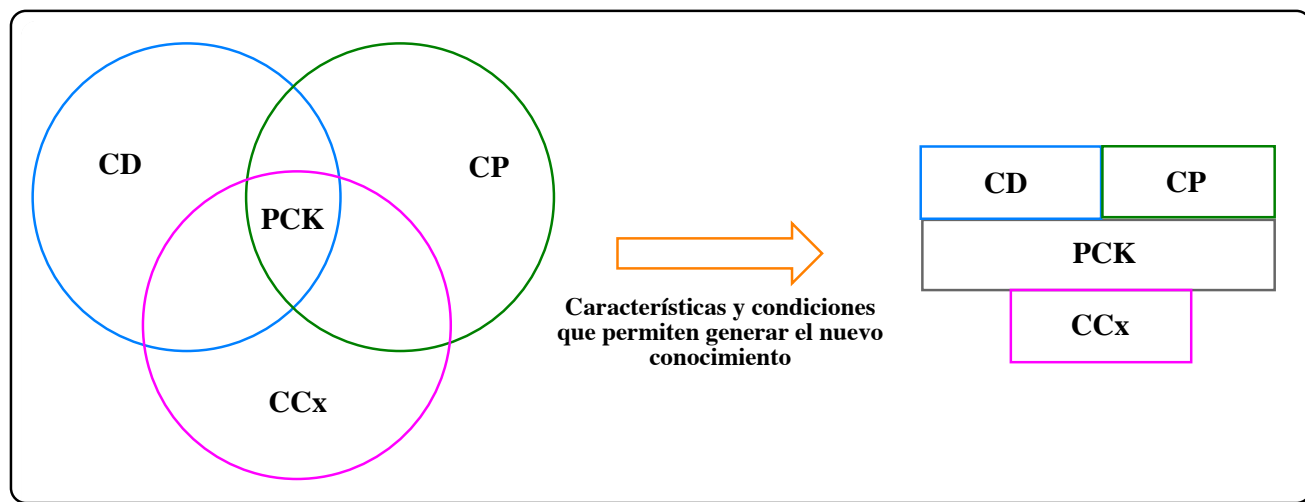 CD
CP
PCK
CCx
Características y condiciones
que permiten generar el nuevo
conocimiento
CD
CP
PCK
CCx